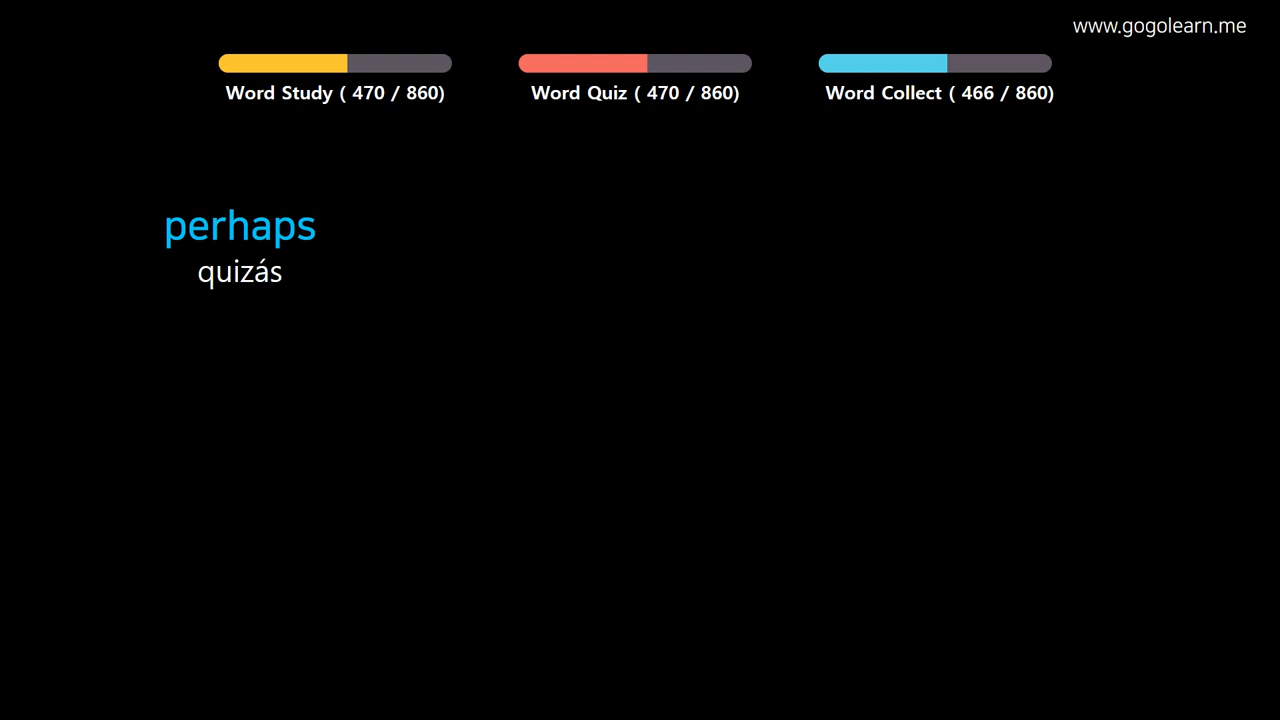 www.gogolearn.me
Word Study ( 470 / 860)
Word Quiz ( 470 / 860)
Word Collect ( 466 / 860)
perhaps
quizás